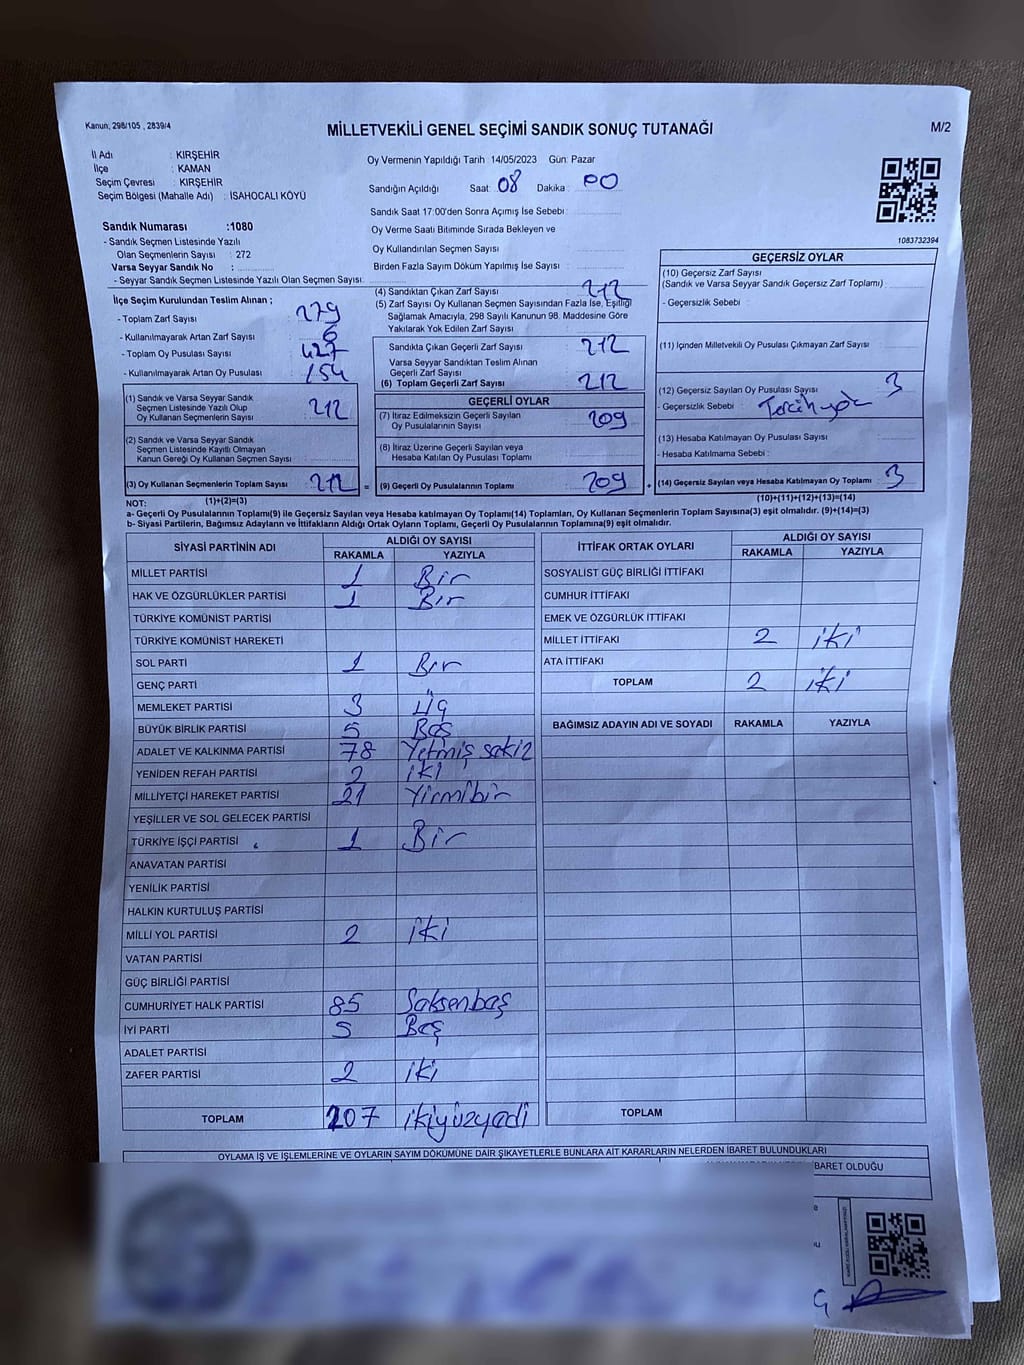 Kanun; 298/105 , 2839/4
MİLLETVEKİLİ GENEL SEÇİMİ SANDIK SONUÇ TUTANAĞI
M/2
İl Adı : KIRŞEHİR
İlçe : KAMAN
Seçim Çevresi : KIRŞEHİR
Seçim Bölgesi (Mahalle Adı) : İSAHOCALI KÖYÜ
Oy Vermenin Yapıldığı Tarih : 14/05/2023 Gün: Pazar
Sandığın Açıldığı Saat: 08 Dakika : 00
Sandık Saat 17:00'den Sonra Açımış İse Sebebi :
Oy Verme Saati Bitiminde Sırada Bekleyen ve
Oy Kullandırılan Seçmen Sayısı :
Birden Fazla Sayım Döküm Yapılmış İse Sayısı :
1083732394
Sandık Numarası :1080
- Sandık Seçmen Listesinde Yazılı
Olan Seçmenlerin Sayısı : 272
Varsa Seyyar Sandık No :
- Seyyar Sandık Seçmen Listesinde Yazılı Olan Seçmen Sayısı:
İlçe Seçim Kurulundan Teslim Alınan ;
- Toplam Zarf Sayısı : 279
- Kullanılmayarak Artan Zarf Sayısı : 6
- Toplam Oy Pusulası Sayısı : 427
- Kullanılmayarak Artan Oy Pusulası : 154
(1) Sandık ve Varsa Seyyar Sandık
Seçmen Listesinde Yazılı Olup
Oy Kullanan Seçmenlerin Sayısı : 212
(2) Sandık ve Varsa Seyyar Sandık
Seçmen Listesinde Kayıtlı Olmayan
Kanun Gereği Oy Kullanan Seçmen Sayısı :
(3) Oy Kullanan Seçmenlerin Toplam Sayısı : 212
(1)+(2)=(3)
(4) Sandıktan Çıkan Zarf Sayısı : 212
(5) Zarf Sayısı Oy Kullanan Seçmen Sayısından Fazla İse, Eşitliği
Sağlamak Amacıyla, 298 Sayılı Kanunun 98. Maddesine Göre
Yakılarak Yok Edilen Zarf Sayısı :
Sandıkta Çıkan Geçerli Zarf Sayısı : 212
Varsa Seyyar Sandıktan Teslim Alınan
Geçerli Zarf Sayısı :
(6) Toplam Geçerli Zarf Sayısı : 212
GEÇERLİ OYLAR
(7) İtiraz Edilmeksizin Geçerli Sayılan
Oy Pusulalarının Sayısı : 209
(8) İtiraz Üzerine Geçerli Sayılan veya
Hesaba Katılan Oy Pusulası Toplamı :
= (9) Geçerli Oy Pusulalarının Toplamı : 209
GEÇERSİZ OYLAR
(10) Geçersiz Zarf Sayısı
(Sandık ve Varsa Seyyar Sandık Geçersiz Zarf Toplamı) :
- Geçersizlik Sebebi :
(11) İçinden Milletvekili Oy Pusulası Çıkmayan Zarf Sayısı :
(12) Geçersiz Sayılan Oy Pusulası Sayısı : 3
- Geçersizlik Sebebi : Tercih yok
(13) Hesaba Katılmayan Oy Pusulası Sayısı :
- Hesaba Katılmama Sebebi :
+ (14) Geçersiz Sayılan veya Hesaba Katılmayan Oy Toplamı : 3
(10)+(11)+(12)+(13)=(14)
NOT:
a- Geçerli Oy Pusulalarının Toplamı(9) ile Geçersiz Sayılan veya Hesaba katılmayan Oy Toplamı(14) Toplamları, Oy Kullanan Seçmenlerin Toplam Sayısına(3) eşit olmalıdır. (9)+(14)=(3)
b- Siyasi Partilerin, Bağımsız Adayların ve İttifakların Aldığı Ortak Oyların Toplamı, Geçerli Oy Pusulalarının Toplamına(9) eşit olmalıdır.
SİYASİ PARTİNİN ADI ALDIĞI OY SAYISI
RAKAMLA YAZIYLA
MİLLET PARTİSİ 1 Bir
HAK VE ÖZGÜRLÜKLER PARTİSİ 1 Bir
TÜRKİYE KOMÜNİST PARTİSİ
TÜRKİYE KOMÜNİST HAREKETİ
SOL PARTİ 1 Bir
GENÇ PARTİ
MEMLEKET PARTİSİ 3 Üç
BÜYÜK BİRLİK PARTİSİ 5 Beş
ADALET VE KALKINMA PARTİSİ 78 Yetmiş sekiz
YENİDEN REFAH PARTİSİ 2 iki
MİLLİYETÇİ HAREKET PARTİSİ 21 Yirmibir
YEŞİLLER VE SOL GELECEK PARTİSİ
TÜRKİYE İŞÇİ PARTİSİ 1 Bir
ANAVATAN PARTİSİ
YENİLİK PARTİSİ
HALKIN KURTULUŞ PARTİSİ
MİLLİ YOL PARTİSİ 2 iki
VATAN PARTİSİ
GÜÇ BİRLİĞİ PARTİSİ
CUMHURİYET HALK PARTİSİ 85 Seksenbeş
İYİ PARTİ 5 Beş
ADALET PARTİSİ
ZAFER PARTİSİ 2 iki
TOPLAM 207 ikiyüzyedi
İTTİFAK ORTAK OYLARI ALDIĞI OY SAYISI
RAKAMLA YAZIYLA
SOSYALİST GÜÇ BİRLİĞİ İTTİFAKI
CUMHUR İTTİFAKI
EMEK VE ÖZGÜRLÜK İTTİFAKI
MİLLET İTTİFAKI 2 iki
ATA İTTİFAKI
TOPLAM 2 iki
BAĞIMSIZ ADAYIN ADI VE SOYADI RAKAMLA YAZIYLA
TOPLAM
OYLAMA İŞ VE İŞLEMLERİNE VE OYLARIN SAYIM DÖKÜMÜNE DAİR ŞİKAYETLERLE BUNLARA AİT KARARLARIN NELERDEN İBARET BULUNDUKLARI
BARET OLDUĞU